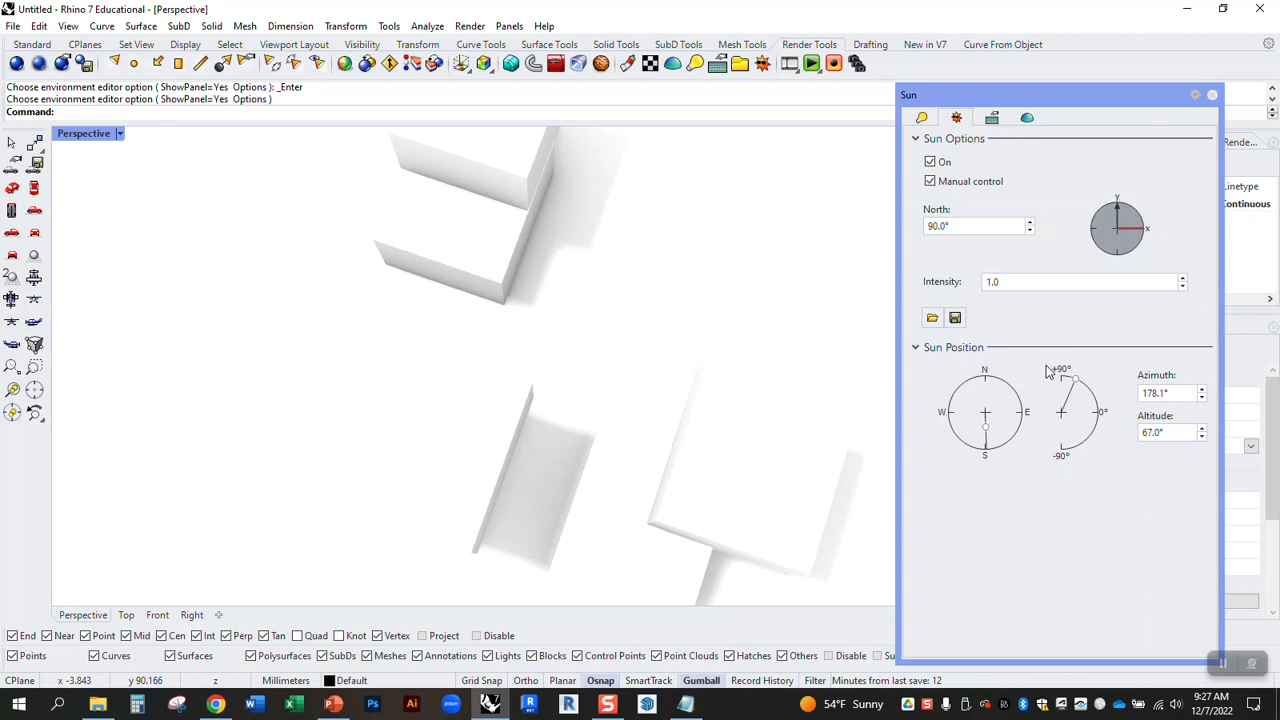 Untitled - Rhino 7 Educational - [Perspective]
File Edit View Curve Surface SubD Solid Mesh Dimension Transform Tools Analyze Render Panels Help
Standard CPlanes Set View Display Select Viewport Layout Visibility Transform Curve Tools Surface Tools Solid Tools SubD Tools Mesh Tools Render Tools Drafting New in V7 Curve From Object
Choose environment editor option ( ShowPanel=Yes Options ): _Enter
Choose environment editor option ( ShowPanel=Yes Options )
Command:
Perspective
Sun
Sun Options
On
Manual control
North:
90.0°
y
x
Intensity: 1.0
Sun Position
N
W E
S
+90°
0°
-90°
Azimuth:
178.1°
Altitude:
67.0°
Rende...
Linetype
Continuous
Perspective Top Front Right
End Near Point Mid Cen Int Perp Tan Quad Knot Vertex Project Disable
Points Curves Surfaces Polysurfaces SubDs Meshes Annotations Lights Blocks Control Points Point Clouds Hatches Others Disable Su
CPlane x -3.843 y 90.166 z Millimeters Default Grid Snap Ortho Planar Osnap SmartTrack Gumball Record History Filter Minutes from last save: 12
zoom
54°F Sunny
9:27 AM
12/7/2022